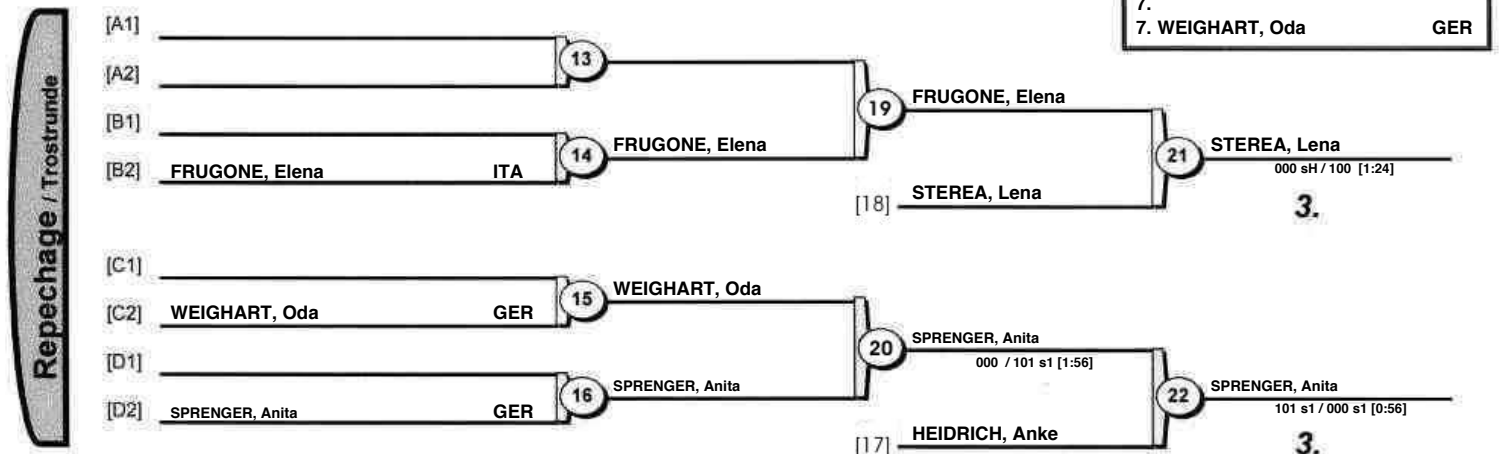 7.
7. WEIGHART, Oda GER
Repechage / Trostrunde
[A1]
13
[A2]
19 FRUGONE, Elena
[B1]
14 FRUGONE, Elena
21 STEREA, Lena
000 sH / 100 [1:24]
[B2] FRUGONE, Elena ITA
[18] STEREA, Lena
3.
[C1]
15 WEIGHART, Oda
[C2] WEIGHART, Oda GER
20 SPRENGER, Anita
000 / 101 s1 [1:56]
[D1]
16 SPRENGER, Anita
22 SPRENGER, Anita
101 s1 / 000 s1 [0:56]
[D2] SPRENGER, Anita GER
[17] HEIDRICH, Anke
3.